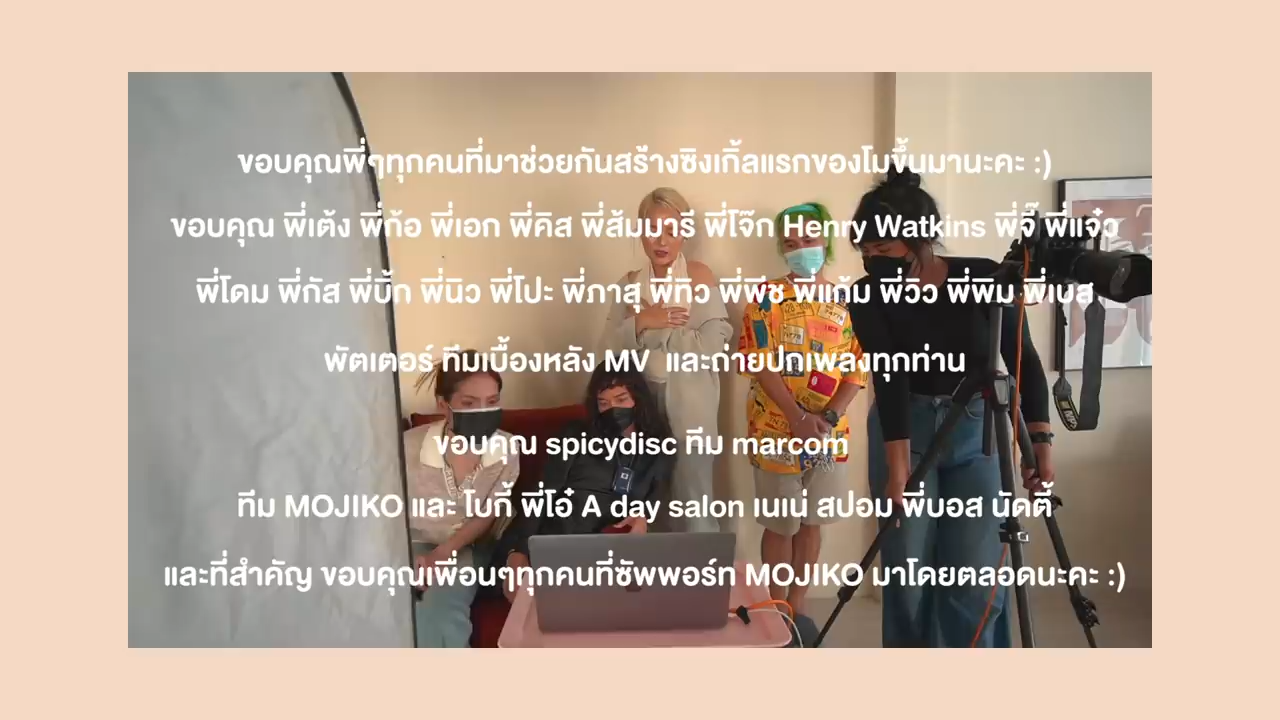 ขอบคุณพี่ๆทุกคนที่มาช่วยกันสร้างซิงเกิ้ลแรกของโมขึ้นมานะคะ :)
ขอบคุณ พี่เต้ง พี่ก้อ พี่เอก พี่คิส พี่ส้มมารี พี่โจ๊ก Henry Watkins พี่จี๊ พี่แจ๋ว
พี่โดม พี่กัส พี่บิ้ก พี่นิว พี่โปะ พี่ภาสุ พี่ทิว พี่พีช พี่แก้ม พี่วิว พี่พิม พี่เบส
พัตเตอร์ ทีมเบื้องหลัง MV และถ่ายปกเพลงทุกท่าน
ขอบคุณ spicydisc ทีม marcom
ทีม MOJIKO และ โบกี้ พี่โอ๋ A day salon เนเน่ สปอม พี่บอส นัดตี้
และที่สำคัญ ขอบคุณเพื่อนๆทุกคนที่ซัพพอร์ท MOJIKO มาโดยตลอดนะคะ :)